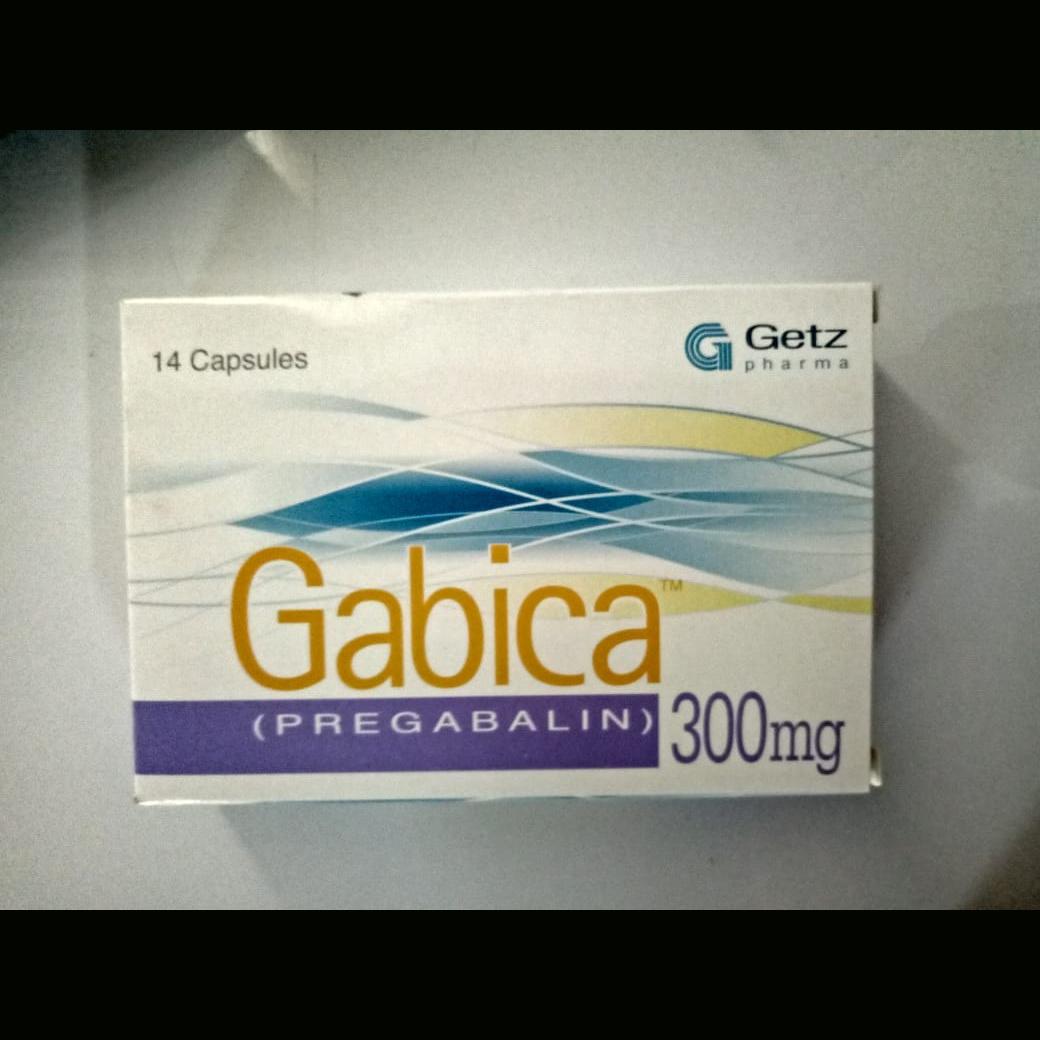 14 Capsules
Getz
pharma
Gabica™
(PREGABALIN)
300mg